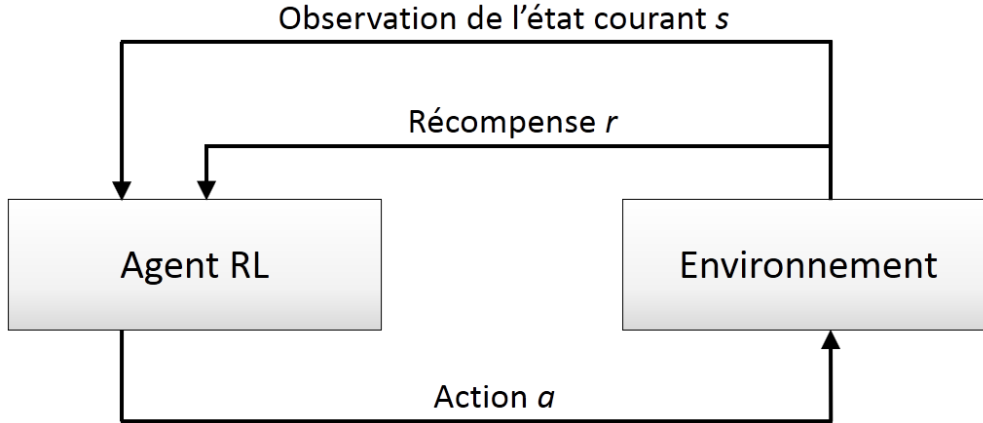 Observation de l'état courant s
Récompense r
Agent RL
Environnement
Action a